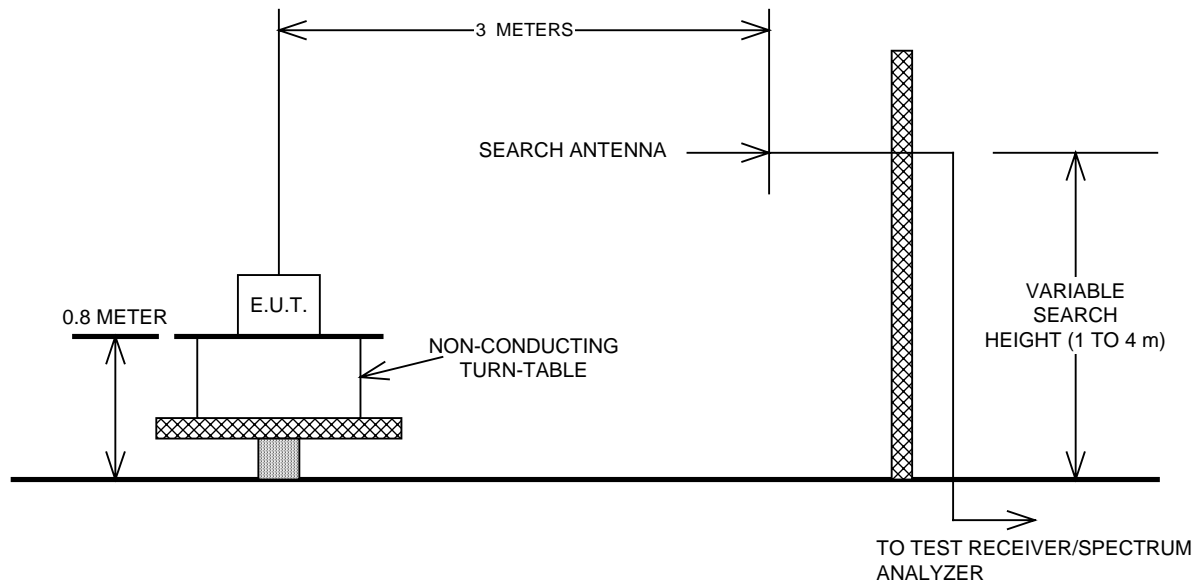 3 METERS
SEARCH ANTENNA
E.U.T.
0.8 METER
NON-CONDUCTING
TURN-TABLE
VARIABLE
SEARCH
HEIGHT (1 TO 4 m)
TO TEST RECEIVER/SPECTRUM
ANALYZER